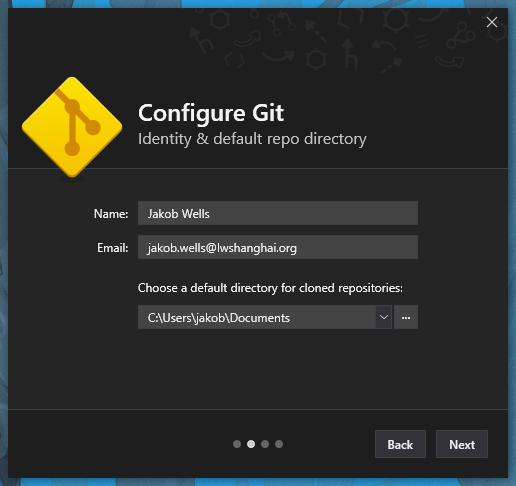 Configure Git
Identity & default repo directory
Name: Jakob Wells
Email: jakob.wells@lwshanghai.org
Choose a default directory for cloned repositories:
C:\Users\jakob\Documents ...
Back Next